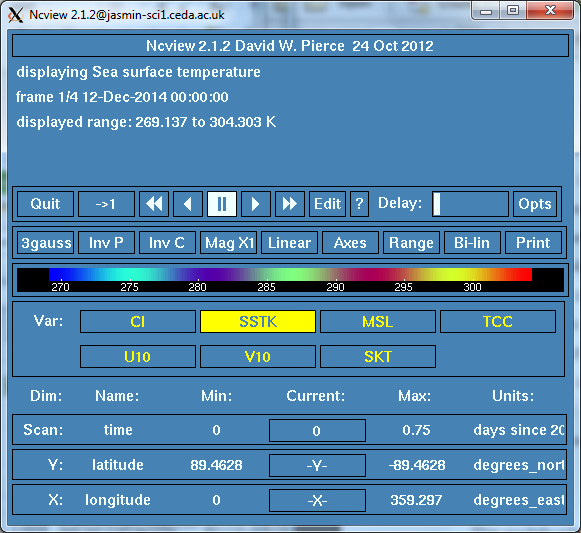 Ncview 2.1.2@jasmin-sci1.ceda.ac.uk
Ncview 2.1.2 David W. Pierce 24 Oct 2012
displaying Sea surface temperature
frame 1/4 12-Dec-2014 00:00:00
displayed range: 269.137 to 304.303 K
Quit ->1 Edit ? Delay: Opts
3gauss Inv P Inv C Mag X1 Linear Axes Range Bi-lin Print
270 275 280 285 290 295 300
Var: CI SSTK MSL TCC
U10 V10 SKT
Dim: Name: Min: Current: Max: Units:
Scan: time 0 0 0.75 days since 20
Y: latitude 89.4628 -Y- -89.4628 degrees_nort
X: longitude 0 -X- 359.297 degrees_east